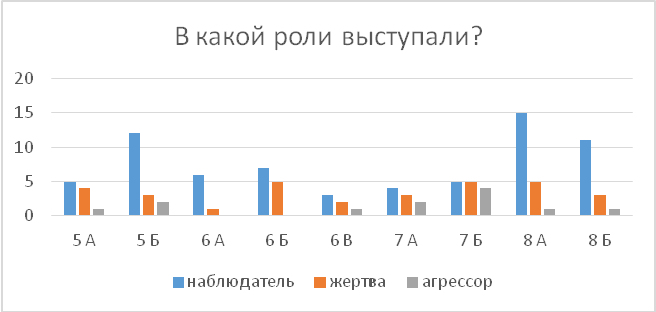 В какой роли выступали?
20
15
10
5
0
5 А 5 Б 6 А 6 Б 6 В 7 А 7 Б 8 А 8 Б
наблюдатель жертва агрессор